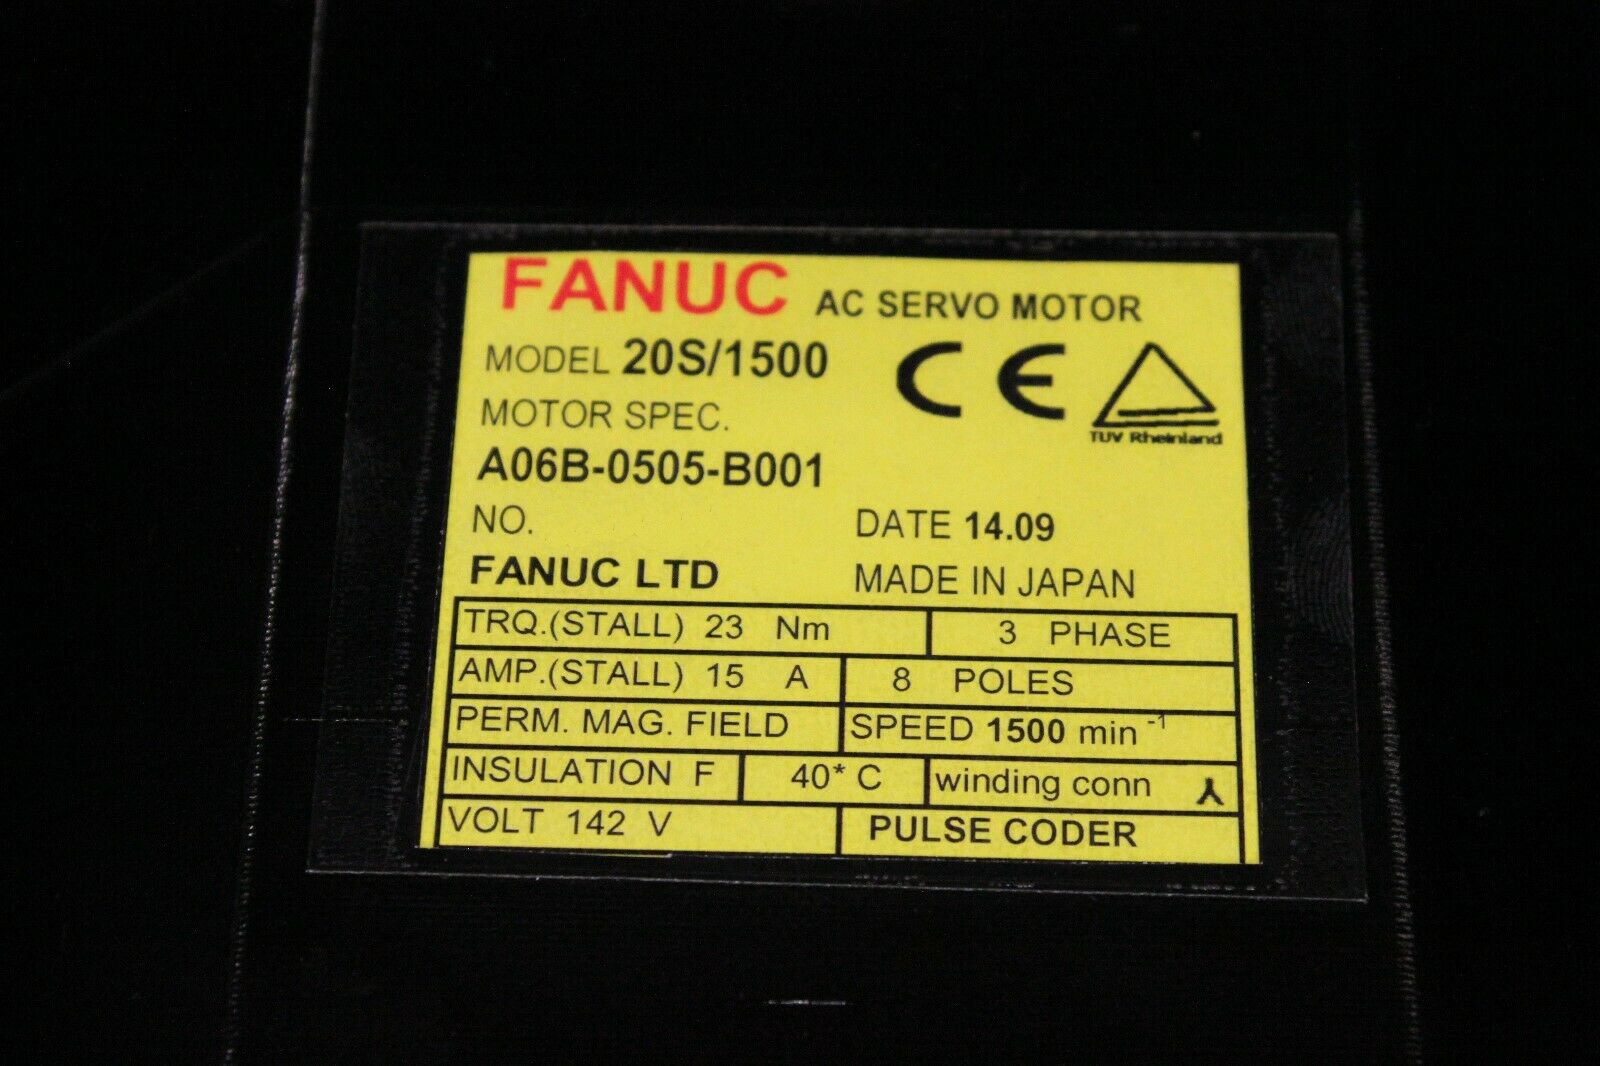 FANUC AC SERVO MOTOR
MODEL 20S/1500
CE
TUV Rheinland
MOTOR SPEC.
A06B-0505-B001
NO. DATE 14.09
FANUC LTD MADE IN JAPAN
TRQ.(STALL) 23 Nm 3 PHASE
AMP.(STALL) 15 A 8 POLES
PERM. MAG. FIELD SPEED 1500 min⁻¹
INSULATION F 40* C winding conn
VOLT 142 V PULSE CODER